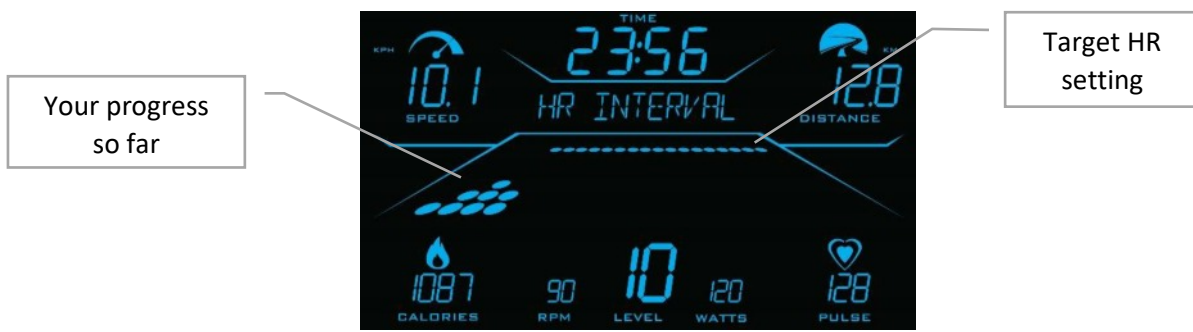 TIME
23:56
KPH
KM
10.1
SPEED
HR INTERVAL
12.8
DISTANCE
Target HR
setting
Your progress
so far
1087
CALORIES
90
RPM
10
LEVEL
120
WATTS
128
PULSE